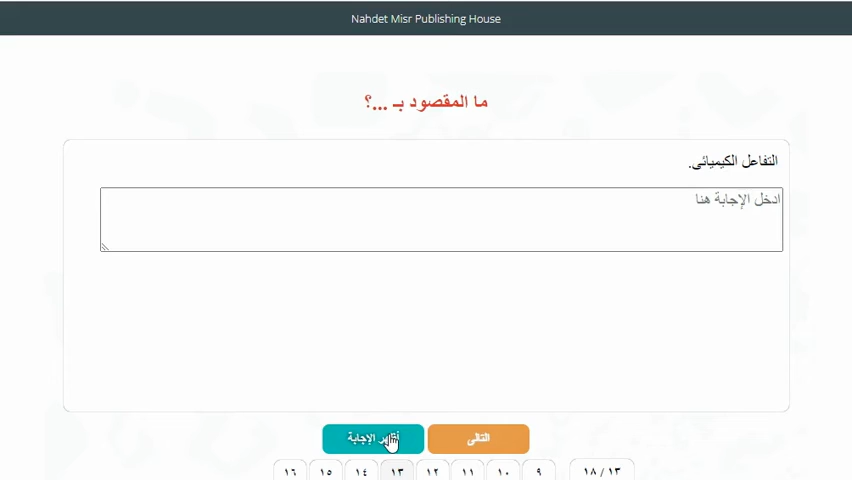 Nahdet Misr Publishing House
ما المقصود بـ ...؟
التفاعل الكيميائى.
ادخل الإجابة هنا
التالى
الإجابة
١٨ / ١٣
٩ ١٠ ١١ ١٢ ١٣ ١٤ ١٥ ١٦